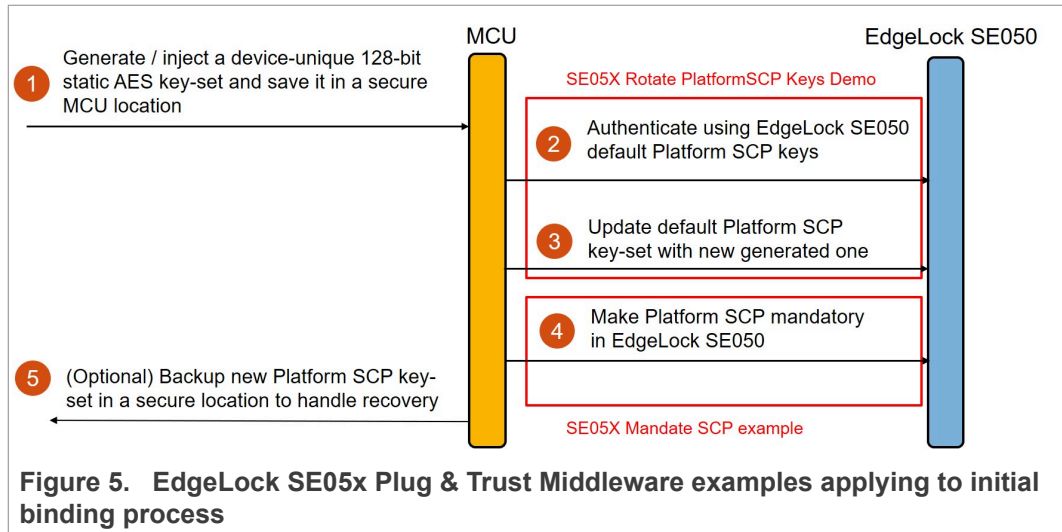 MCU
EdgeLock SE050
1
Generate / inject a device-unique 128-bit
static AES key-set and save it in a secure
MCU location
SE05X Rotate PlatformSCP Keys Demo
2
Authenticate using EdgeLock SE050
default Platform SCP keys
3
Update default Platform SCP
key-set with new generated one
4
Make Platform SCP mandatory
in EdgeLock SE050
5
(Optional) Backup new Platform SCP key-
set in a secure location to handle recovery
SE05X Mandate SCP example
Figure 5. EdgeLock SE05x Plug & Trust Middleware examples applying to initial
binding process